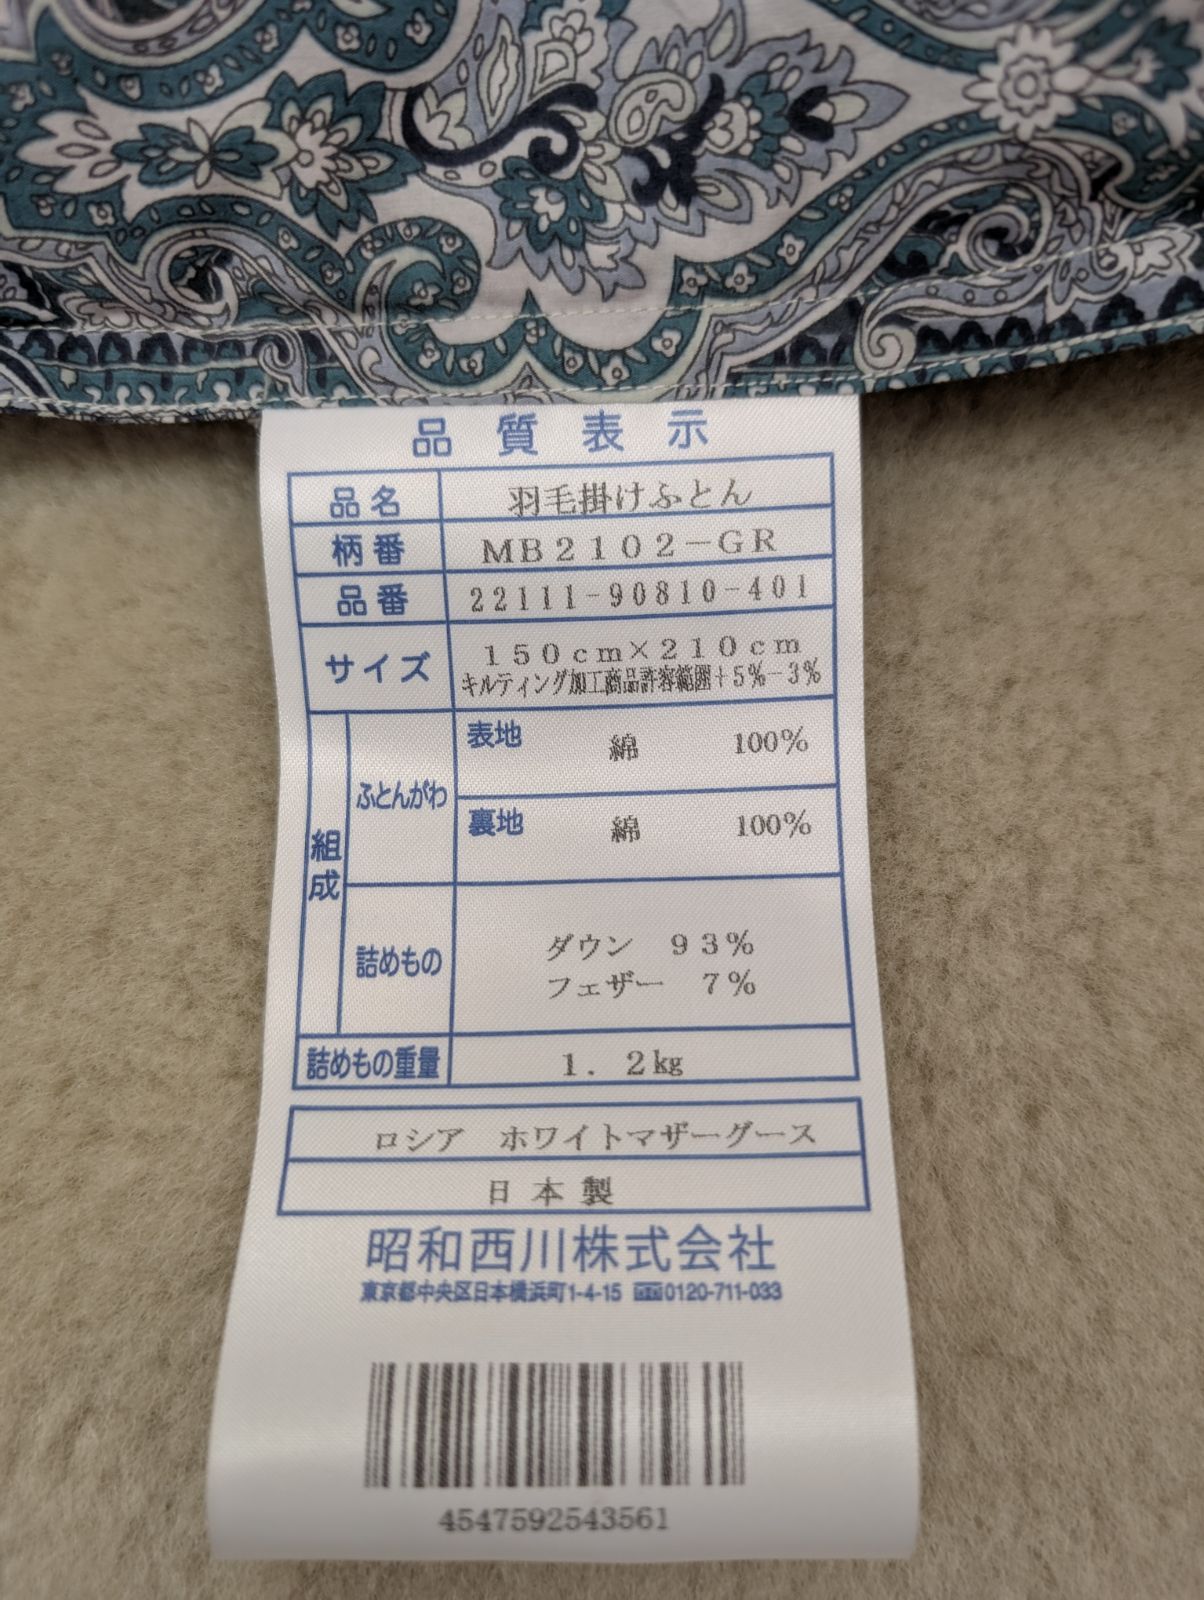 品質表示
品名 羽毛掛けふとん
柄番 MB2102-GR
品番 22111-90810-401
サイズ 150cm×210cm
キルティング加工商品許容範囲+5%-3%
組成 ふとんがわ 表地 綿 100%
裏地 綿 100%
詰めもの ダウン 93%
フェザー 7%
詰めもの重量 1.2kg
ロシア ホワイトマザーグース
日本製
昭和西川株式会社
東京都中央区日本橋浜町1-4-15 0120-711-033
4547592543561